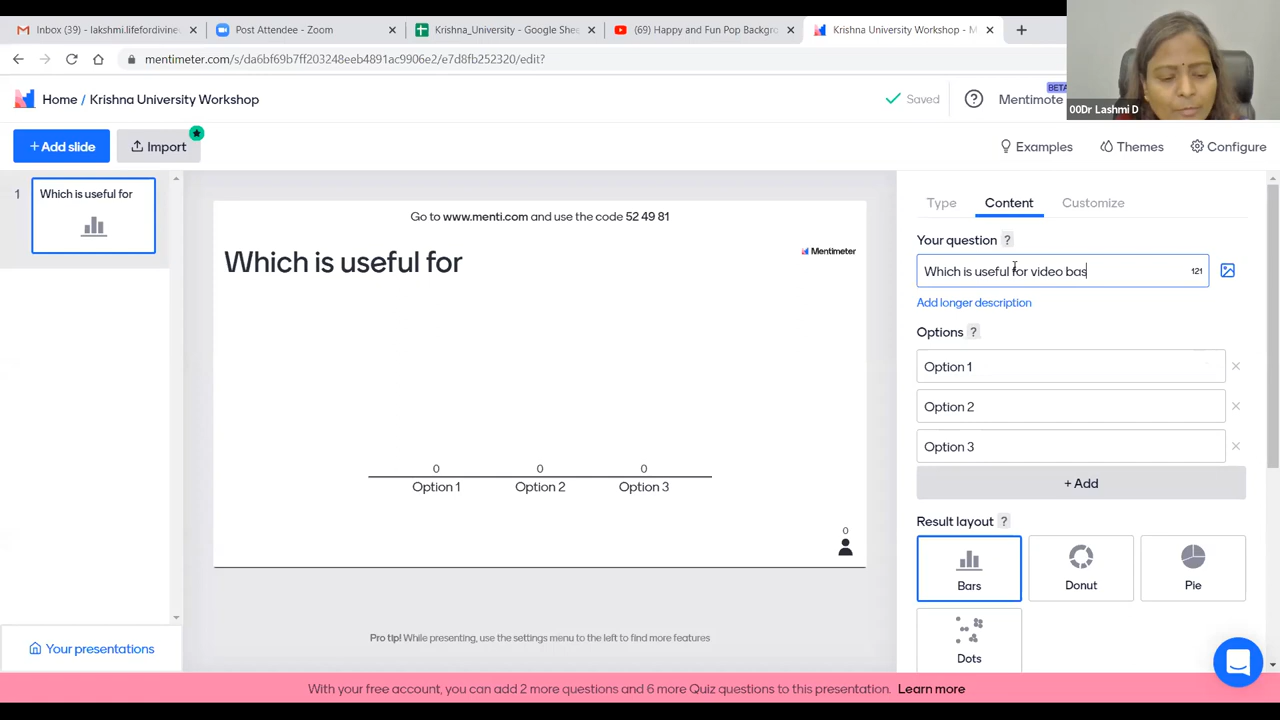 Inbox (39) - lakshmi.lifefordivine
Post Attendee - Zoom
Krishna_University - Google Shee
(69) Happy and Fun Pop Backgro
Krishna University Workshop - M
mentimeter.com/s/da6bf69b7ff203248eeb4891ac9906e2/e7d8fb252320/edit?
Home / Krishna University Workshop
Saved
?
Mentimote
BETA
00Dr Lashmi D
+ Add slide
Import
Examples
Themes
Configure
1
Which is useful for
Go to www.menti.com and use the code 52 49 81
Which is useful for
Mentimeter
0 0 0
Option 1 Option 2 Option 3
0
Pro tip! While presenting, use the settings menu to the left to find more features
Type Content Customize
Your question ?
Which is useful for video bas
121
Add longer description
Options ?
Option 1
Option 2
Option 3
+ Add
Result layout ?
Bars Donut Pie
Dots
Your presentations
With your free account, you can add 2 more questions and 6 more Quiz questions to this presentation. Learn more